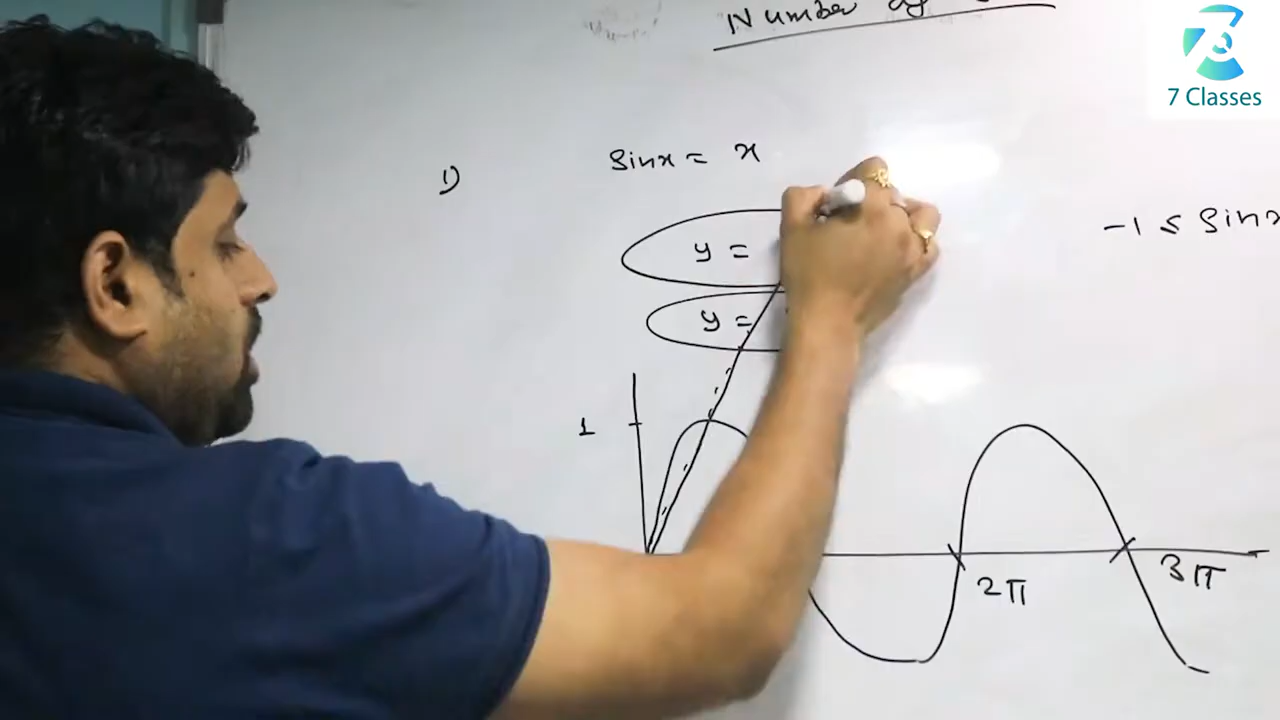 Number of
7 Classes
1) sinx = x
-1 ≤ sinx
y =
y =
1
2π
3π